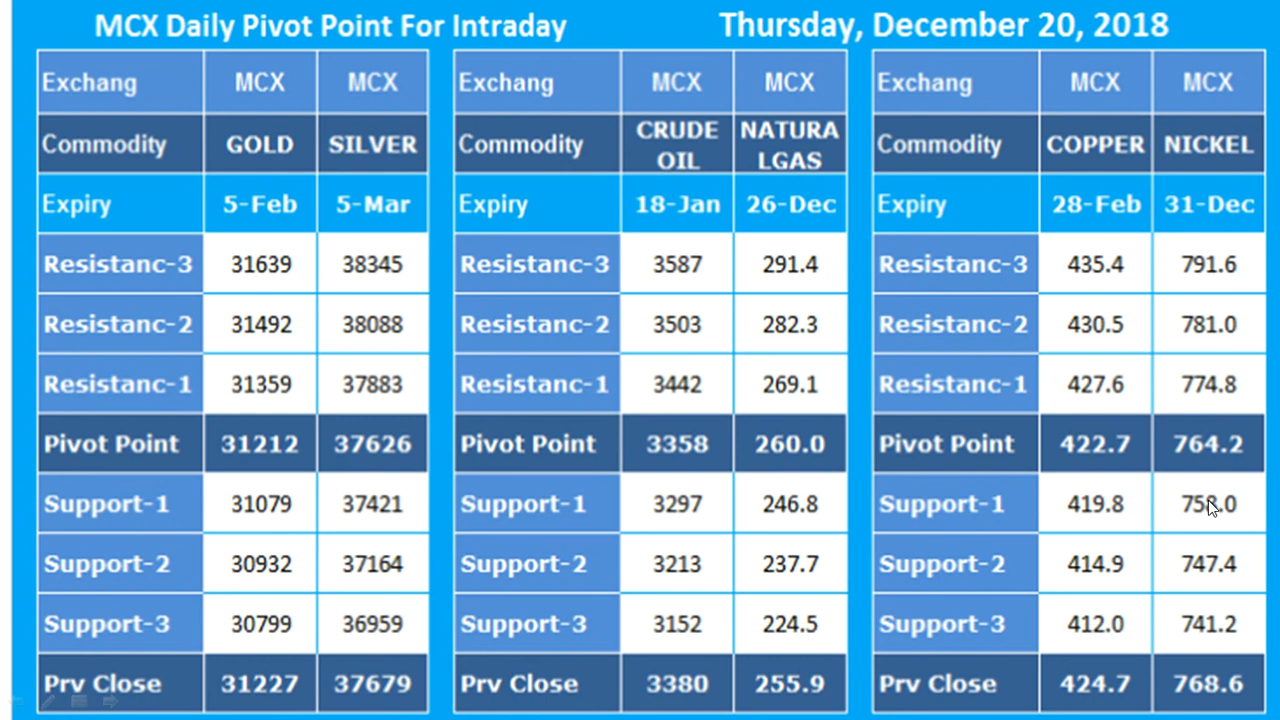 MCX Daily Pivot Point For Intraday Thursday, December 20, 2018
Exchang MCX MCX
Commodity GOLD SILVER
Expiry 5-Feb 5-Mar
Resistanc-3 31639 38345
Resistanc-2 31492 38088
Resistanc-1 31359 37883
Pivot Point 31212 37626
Support-1 31079 37421
Support-2 30932 37164
Support-3 30799 36959
Prv Close 31227 37679
Exchang MCX MCX
Commodity CRUDE NATURA
OIL LGAS
Expiry 18-Jan 26-Dec
Resistanc-3 3587 291.4
Resistanc-2 3503 282.3
Resistanc-1 3442 269.1
Pivot Point 3358 260.0
Support-1 3297 246.8
Support-2 3213 237.7
Support-3 3152 224.5
Prv Close 3380 255.9
Exchang MCX MCX
Commodity COPPER NICKEL
Expiry 28-Feb 31-Dec
Resistanc-3 435.4 791.6
Resistanc-2 430.5 781.0
Resistanc-1 427.6 774.8
Pivot Point 422.7 764.2
Support-1 419.8
Support-2 414.9 747.4
Support-3 412.0 741.2
Prv Close 424.7 768.6